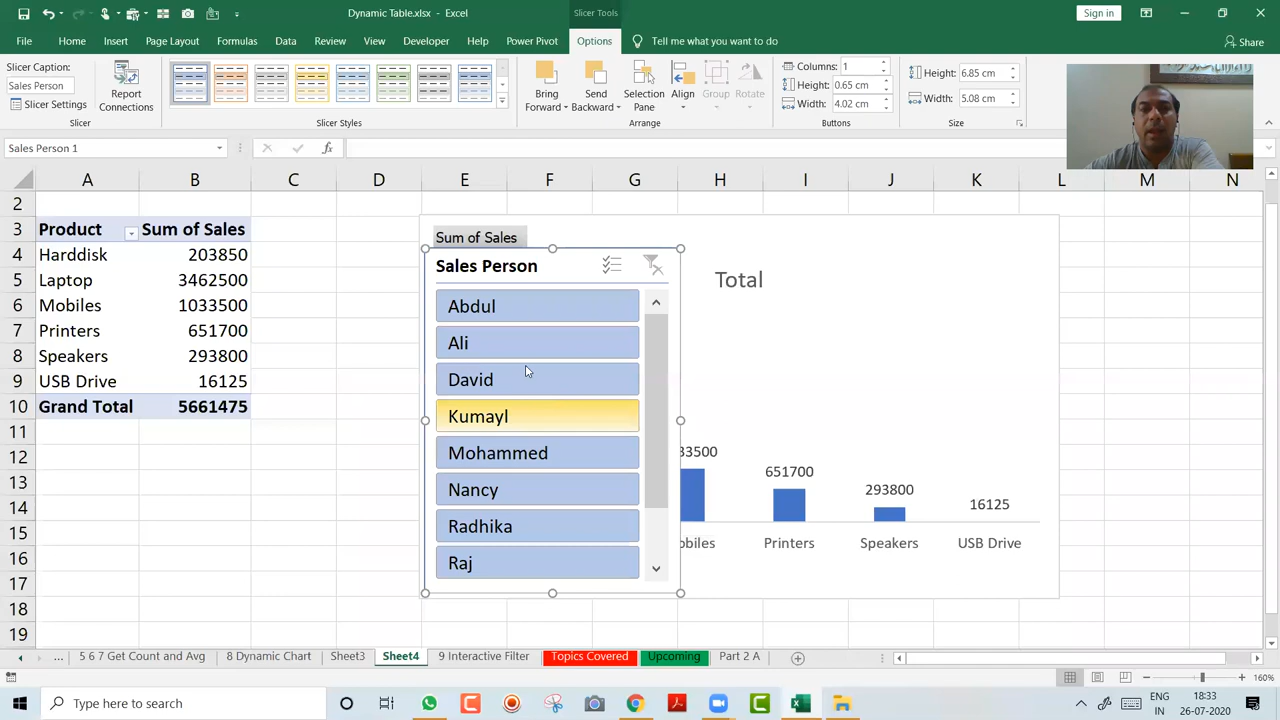 Dynamic Table.xlsx - Excel
Slicer Tools
Sign in
File Home Insert Page Layout Formulas Data Review View Developer Help Power Pivot Options Tell me what you want to do
Share
Slicer Caption:
Sales Person
Slicer Settings
Report
Connections
Bring
Forward
Send
Backward
Selection
Pane
Align
Group
Rotate
Columns: 1
Height: 0.65 cm
Width: 4.02 cm
Height: 6.85 cm
Width: 5.08 cm
Slicer
Slicer Styles
Arrange
Buttons
Size
Sales Person 1
fx
A B C D E F G H I J K L M N
2
3 Product Sum of Sales
4 Harddisk 203850
5 Laptop 3462500
6 Mobiles 1033500
7 Printers 651700
8 Speakers 293800
9 USB Drive 16125
10 Grand Total 5661475
11
12
13
14
15
16
17
18
19
Sum of Sales
Sales Person
Abdul
Ali
David
Kumayl
Mohammed
Nancy
Radhika
Raj
Total
33500
651700
293800
16125
obiles Printers Speakers USB Drive
... 5 6 7 Get Count and Avg 8 Dynamic Chart Sheet3 Sheet4 9 Interactive Filter Topics Covered Upcoming Part 2 A
160%
Type here to search
ENG
IN
18:33
26-07-2020